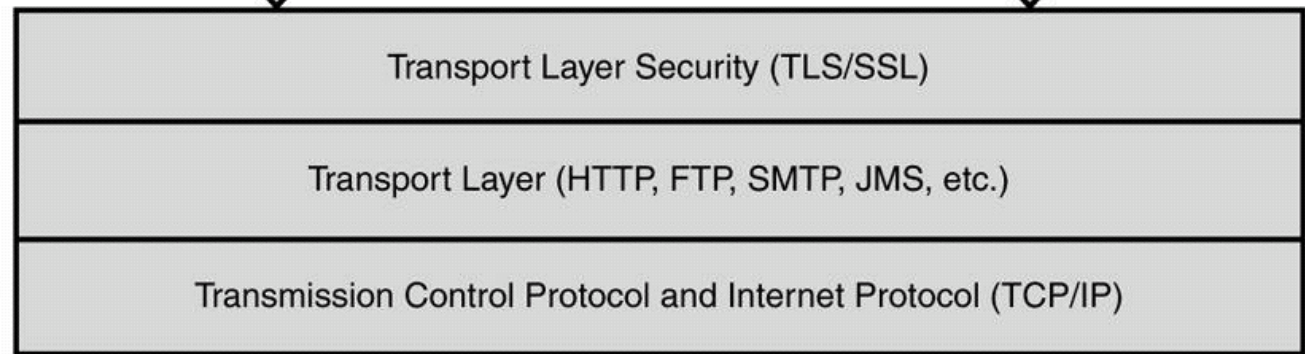 Transport Layer Security (TLS/SSL)
Transport Layer (HTTP, FTP, SMTP, JMS, etc.)
Transmission Control Protocol and Internet Protocol (TCP/IP)